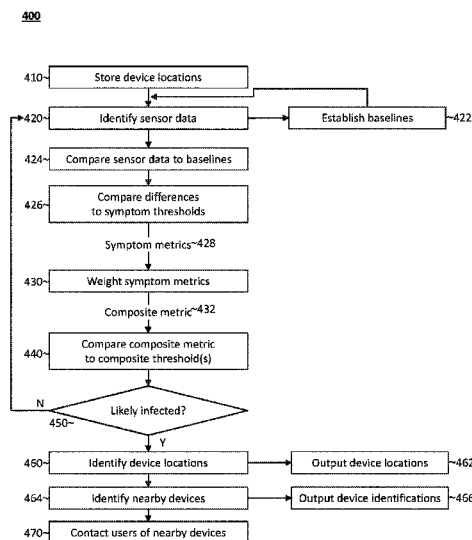 400
410~ Store device locations
420~ Identify sensor data
Establish baselines ~422
424~ Compare sensor data to baselines
426~ Compare differences
to symptom thresholds
Symptom metrics~428
430~ Weight symptom metrics
Composite metric~432
440~ Compare composite metric
to composite threshold(s)
N
Likely infected?
450~
Y
460~ Identify device locations
Output device locations ~462
464~ Identify nearby devices
Output device identifications ~466
470~ Contact users of nearby devices